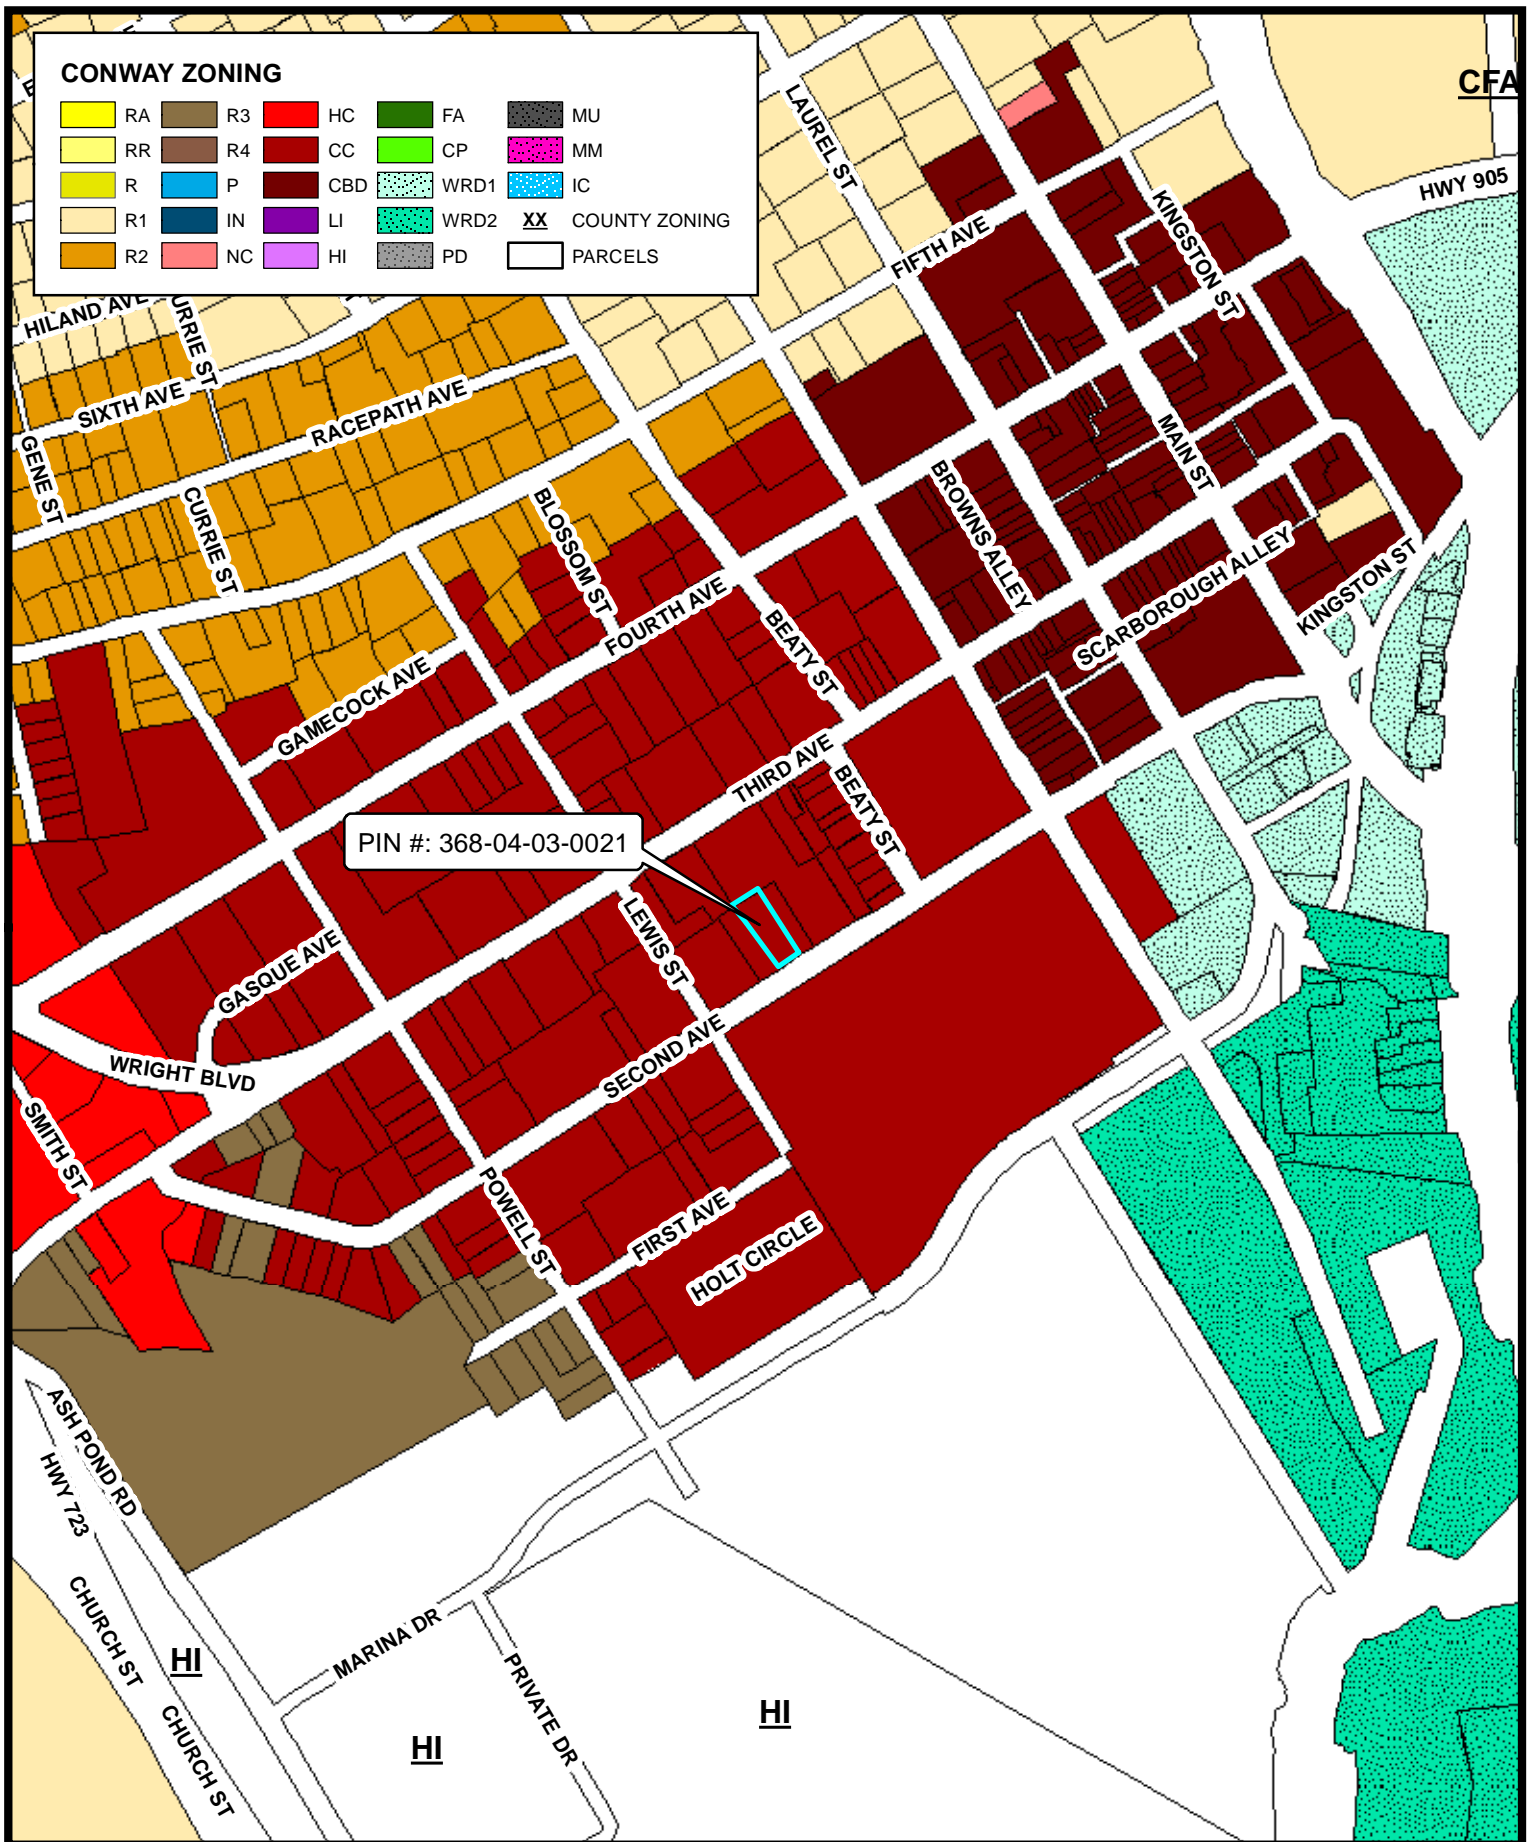 CONWAY ZONING
RA
R3
HC
FA
MU
RR
R4
CC
CP
MM
R
P
CBD
WRD1
IC
R1
IN
LI
WRD2
XX
COUNTY ZONING
R2
NC
HI
PD
PARCELS
CFA
LAUREL ST
HWY 905
KINGSTON ST
FIFTH AVE
HILAND AVE
URRIE ST
SIXTH AVE
RACEPATH AVE
GENE ST
CURRIE ST
BLOSSOM ST
BROWNS ALLEY
MAIN ST
SCARBOROUGH ALLEY
KINGSTON ST
FOURTH AVE
BEATY ST
GAMECOCK AVE
THIRD AVE
BEATY ST
PIN #: 368-04-03-0021
LEWIS ST
GASQUE AVE
WRIGHT BLVD
SECOND AVE
SMITH ST
POWELL ST
FIRST AVE
HOLT CIRCLE
ASH POND RD
HWY 723
CHURCH ST
HI
MARINA DR
PRIVATE DR
CHURCH ST
HI
HI